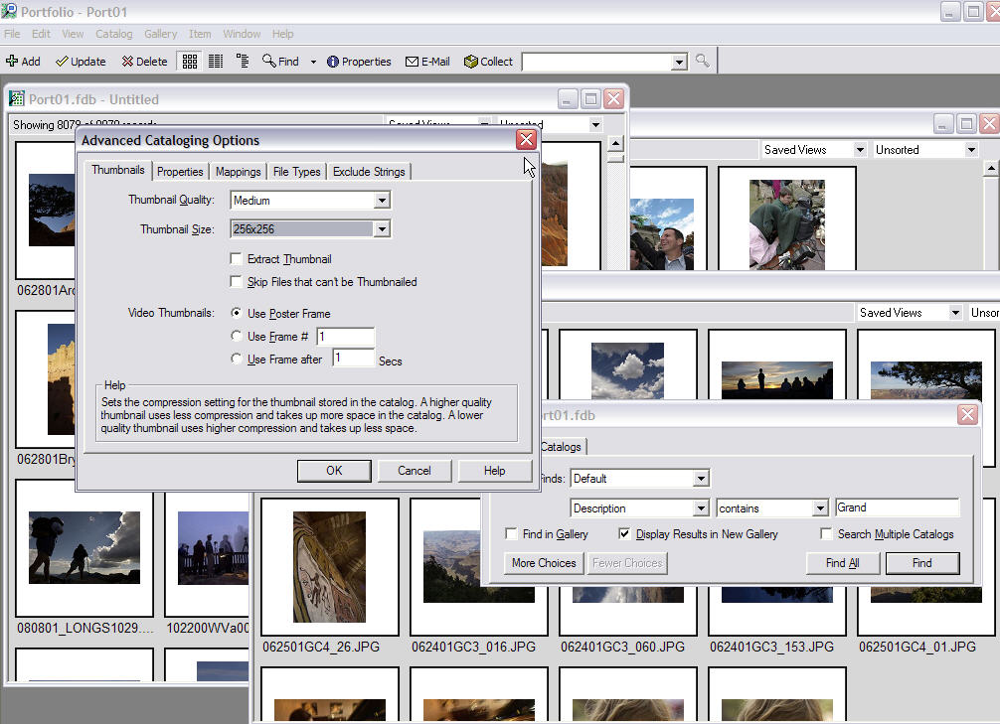 Portfolio - Port01
File Edit View Catalog Gallery Item Window Help
Add Update Delete Find Properties E-Mail Collect
Port01.fdb - Untitled
Showing 8079 of
Saved Views Unsorted
Saved Views Unsorted
Advanced Cataloging Options
Thumbnails Properties Mappings File Types Exclude Strings
Thumbnail Quality: Medium
Thumbnail Size: 256x256
Extract Thumbnail
Skip Files that can't be Thumbnailed
Video Thumbnails: Use Poster Frame
Use Frame # 1
Use Frame after 1 Secs
Help
Sets the compression setting for the thumbnail stored in the catalog. A higher quality
thumbnail uses less compression and takes up more space in the catalog. A lower
quality thumbnail uses higher compression and takes up less space.
OK Cancel Help
062801Arc
062801Bry
Saved Views Unsor
ort01.fdb
Catalogs
inds: Default
Description contains Grand
Find in Gallery Display Results in New Gallery Search Multiple Catalogs
More Choices Fewer Choices Find All Find
080801_LONGS1029.... 102200WVa00
062501GC4_26.JPG 062401GC3_016.JPG 062401GC3_060.JPG 062401GC3_153.JPG 062501GC4_01.JPG